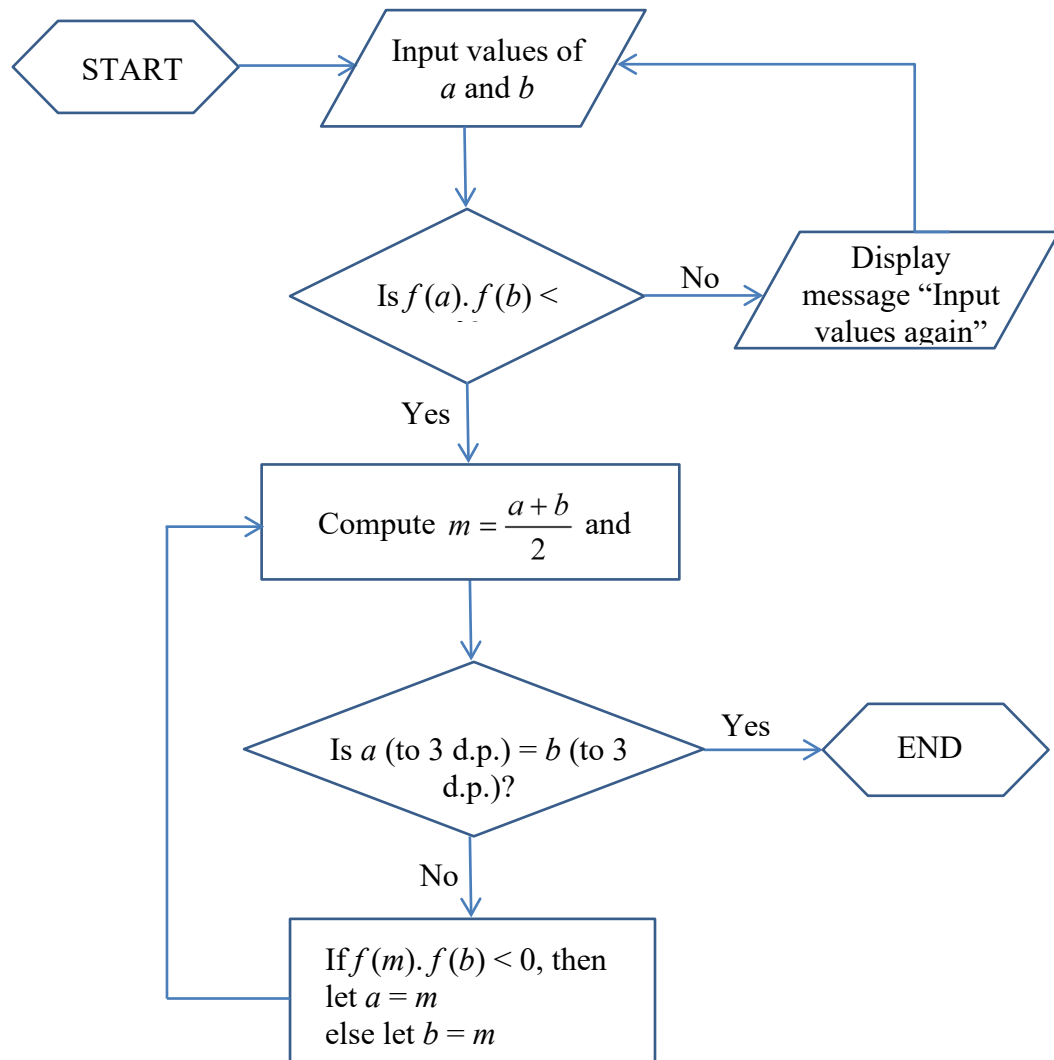 START
Input values of
a and b
Is f (a). f (b) <
No
Display
message “Input
values again”
Yes
Compute m = \frac{a + b}{2} and
Is a (to 3 d.p.) = b (to 3
d.p.)?
Yes
END
No
If f (m). f (b) < 0, then
let a = m
else let b = m